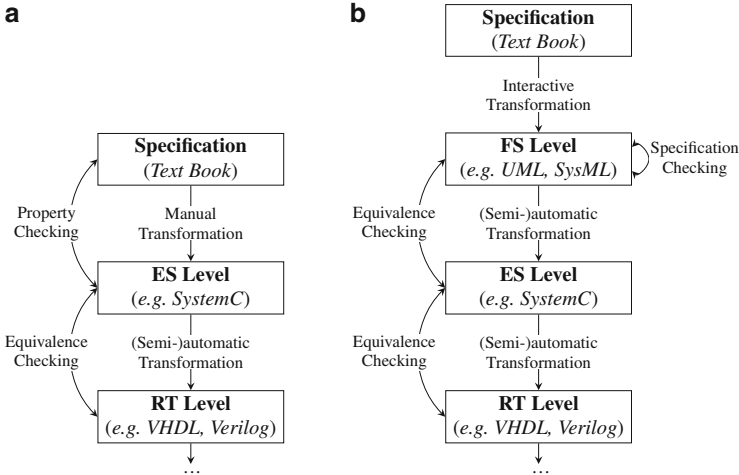 a
Specification
(Text Book)
Property
Checking
Manual
Transformation
ES Level
(e.g. SystemC)
Equivalence
Checking
(Semi-)automatic
Transformation
RT Level
(e.g. VHDL, Verilog)
...
b
Specification
(Text Book)
Interactive
Transformation
FS Level
(e.g. UML, SysML)
Specification
Checking
Equivalence
Checking
(Semi-)automatic
Transformation
ES Level
(e.g. SystemC)
Equivalence
Checking
(Semi-)automatic
Transformation
RT Level
(e.g. VHDL, Verilog)
...